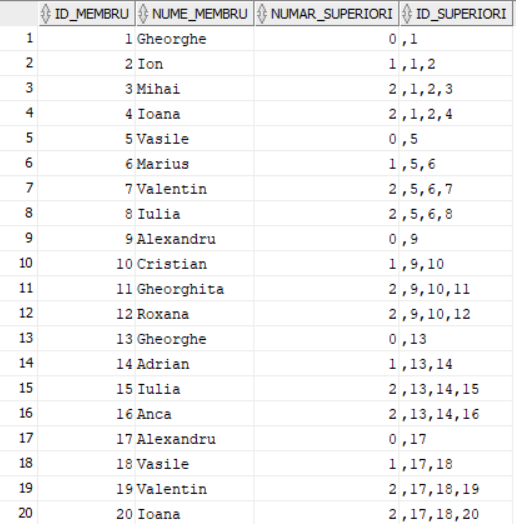 ID_MEMBRU NUME_MEMBRU NUMAR_SUPERIORI ID_SUPERIORI
1 1 Gheorghe 0 ,1
2 2 Ion 1 ,1,2
3 3 Mihai 2 ,1,2,3
4 4 Ioana 2 ,1,2,4
5 5 Vasile 0 ,5
6 6 Marius 1 ,5,6
7 7 Valentin 2 ,5,6,7
8 8 Iulia 2 ,5,6,8
9 9 Alexandru 0 ,9
10 10 Cristian 1 ,9,10
11 11 Gheorghita 2 ,9,10,11
12 12 Roxana 2 ,9,10,12
13 13 Gheorghe 0 ,13
14 14 Adrian 1 ,13,14
15 15 Iulia 2 ,13,14,15
16 16 Anca 2 ,13,14,16
17 17 Alexandru 0 ,17
18 18 Vasile 1 ,17,18
19 19 Valentin 2 ,17,18,19
20 20 Ioana 2 ,17,18,20